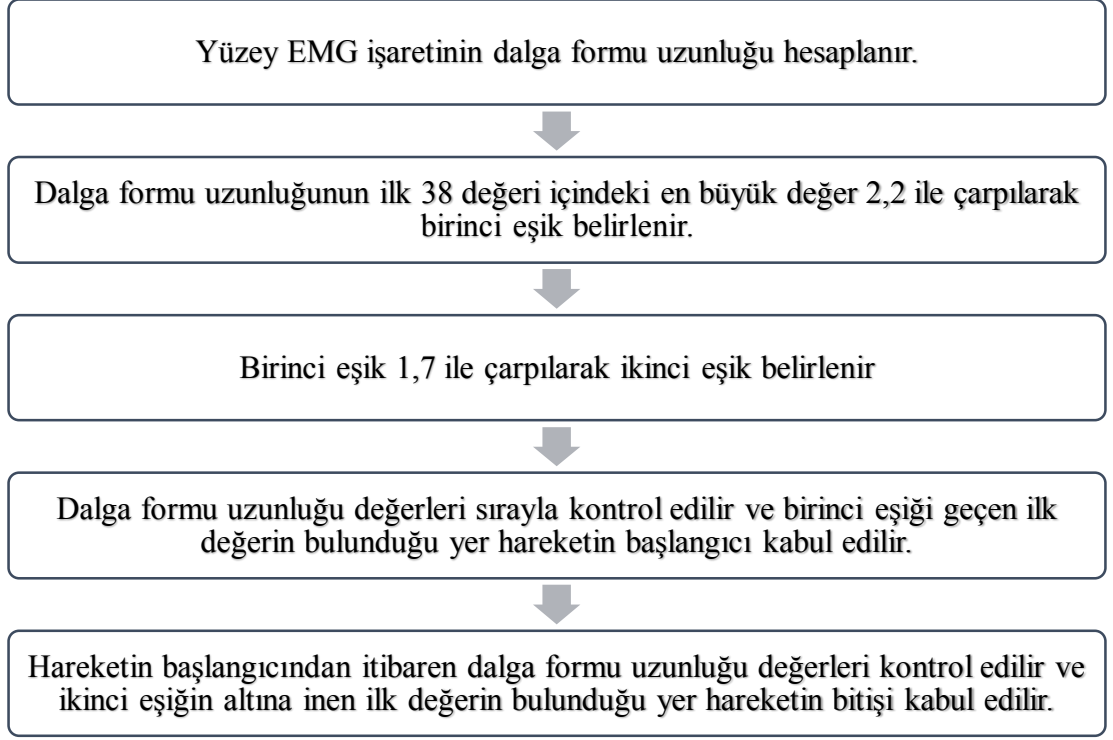 Yüzey EMG işaretinin dalga formu uzunluğu hesaplanır.
Dalga formu uzunluğunun ilk 38 değeri içindeki en büyük değer 2,2 ile çarpılarak
birinci eşik belirlenir.
Birinci eşik 1,7 ile çarpılarak ikinci eşik belirlenir
Dalga formu uzunluğu değerleri sırayla kontrol edilir ve birinci eşiği geçen ilk
değerin bulunduğu yer hareketin başlangıcı kabul edilir.
Hareketin başlangıcından itibaren dalga formu uzunluğu değerleri kontrol edilir ve
ikinci eşiğin altına inen ilk değerin bulunduğu yer hareketin bitişi kabul edilir.